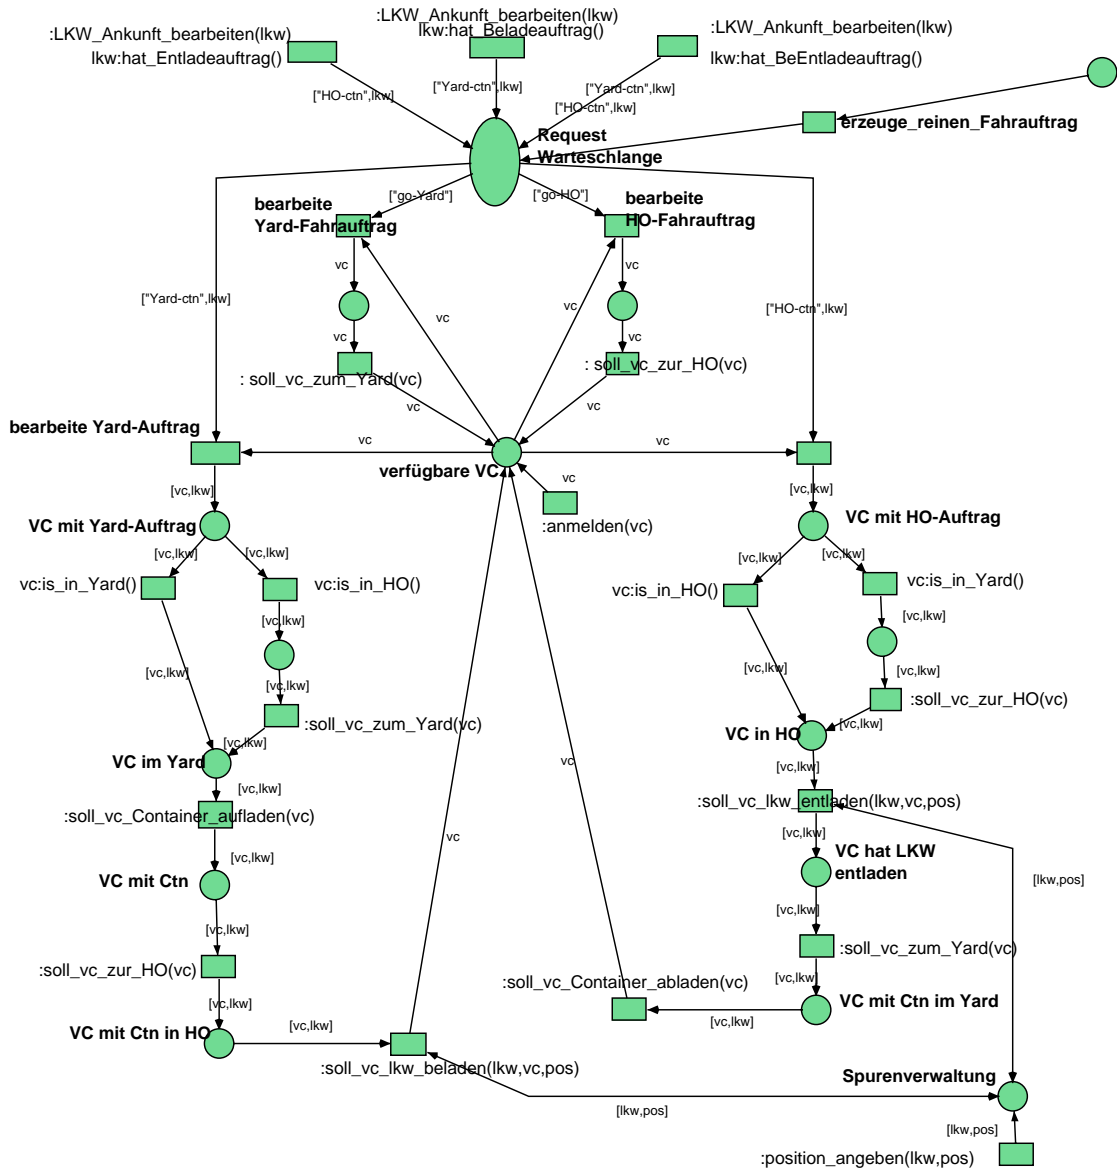 :LKW_Ankunft_bearbeiten(lkw)
lkw:hat_Beladeauftrag()
:LKW_Ankunft_bearbeiten(lkw)
lkw:hat_Entladeauftrag()
:LKW_Ankunft_bearbeiten(lkw)
lkw:hat_BeEntladeauftrag()
["HO-ctn",lkw]
["Yard-ctn",lkw]
["Yard-ctn",lkw]
["HO-ctn",lkw]
erzeuge_reinen_Fahrauftrag
Request
Warteschlange
["go-Yard"]
["go-HO"]
bearbeite
Yard-Fahrauftrag
bearbeite
HO-Fahrauftrag
vc
vc
["Yard-ctn",lkw]
["HO-ctn",lkw]
vc
vc
vc
vc
: soll_vc_zum_Yard(vc)
: soll_vc_zur_HO(vc)
vc
vc
bearbeite Yard-Auftrag
vc
vc
verfügbare VC
vc
:anmelden(vc)
[vc,lkw]
[vc,lkw]
VC mit Yard-Auftrag
VC mit HO-Auftrag
[vc,lkw]
[vc,lkw]
[vc,lkw]
[vc,lkw]
vc:is_in_Yard()
vc:is_in_HO()
vc:is_in_HO()
vc:is_in_Yard()
[vc,lkw]
[vc,lkw]
[vc,lkw]
[vc,lkw]
[vc,lkw]
[vc,lkw]
:soll_vc_zum_Yard(vc)
:soll_vc_zur_HO(vc)
[vc,lkw]
[vc,lkw]
VC im Yard
VC in HO
vc
[vc,lkw]
[vc,lkw]
:soll_vc_Container_aufladen(vc)
:soll_vc_lkw_entladen(lkw,vc,pos)
vc
[vc,lkw]
[vc,lkw]
VC mit Ctn
VC hat LKW
entladen
[lkw,pos]
[vc,lkw]
[vc,lkw]
:soll_vc_zur_HO(vc)
:soll_vc_zum_Yard(vc)
:soll_vc_Container_abladen(vc)
[vc,lkw]
[vc,lkw]
VC mit Ctn im Yard
[vc,lkw]
VC mit Ctn in HO
[vc,lkw]
:soll_vc_lkw_beladen(lkw,vc,pos)
Spurenverwaltung
[lkw,pos]
[lkw,pos]
:position_angeben(lkw,pos)